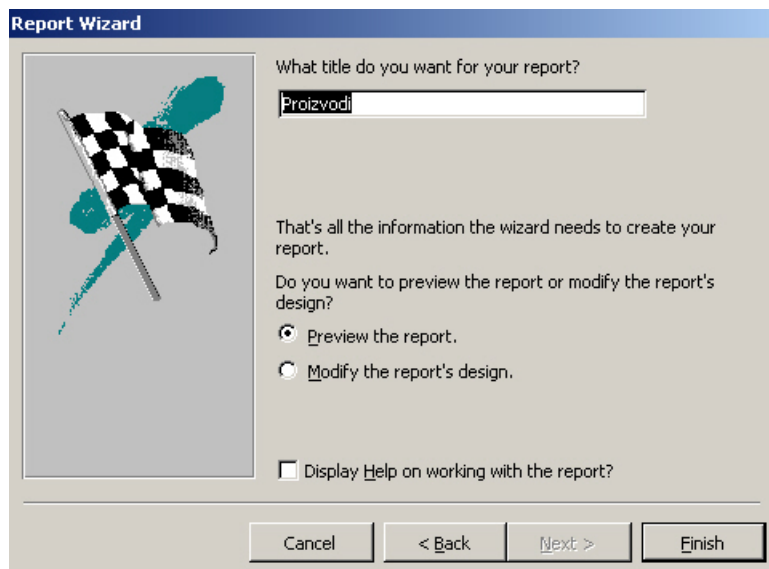 Report Wizard
What title do you want for your report?
Proizvodi
That's all the information the wizard needs to create your
report.
Do you want to preview the report or modify the report's
design?
Preview the report.
Modify the report's design.
Display Help on working with the report?
Cancel
< Back
Next >
Finish